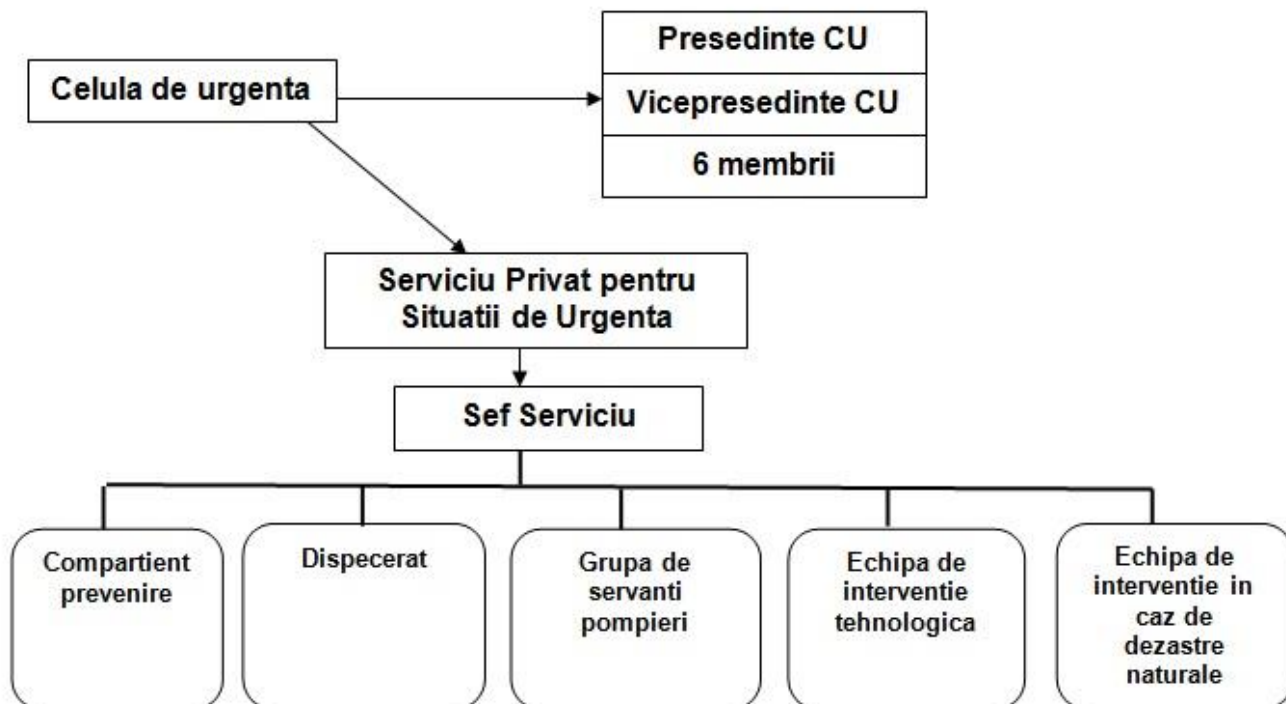 Presedinte CU
Celula de urgenta
Vicepresedinte CU
6 membrii
Serviciu Privat pentru
Situatii de Urgenta
Sef Serviciu
Compartient
prevenire
Dispecerat
Grupa de
servanti
pompieri
Echipa de
interventie
tehnologica
Echipa de
interventie in
caz de
dezastre
naturale